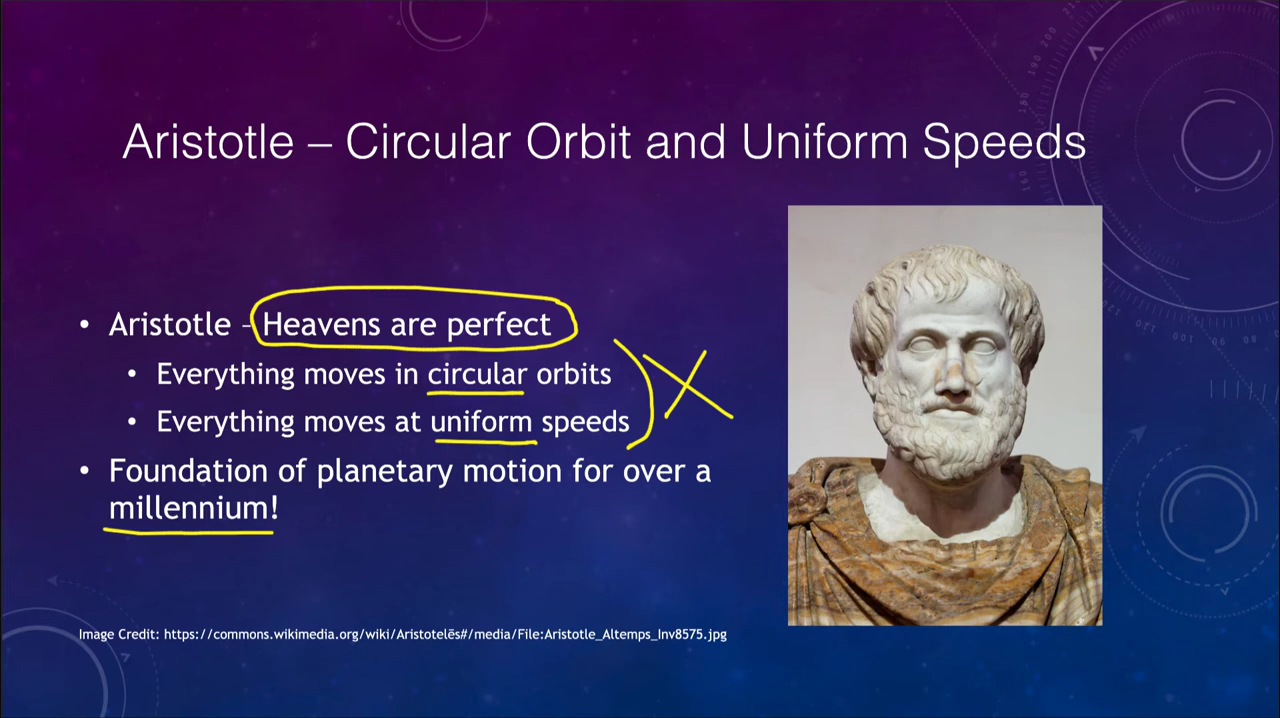 Aristotle – Circular Orbit and Uniform Speeds
• Aristotle – Heavens are perfect
• Everything moves in circular orbits
• Everything moves at uniform speeds
• Foundation of planetary motion for over a
millennium!
Image Credit: https://commons.wikimedia.org/wiki/Aristotelēs#/media/File:Aristotle_Altemps_Inv8575.jpg